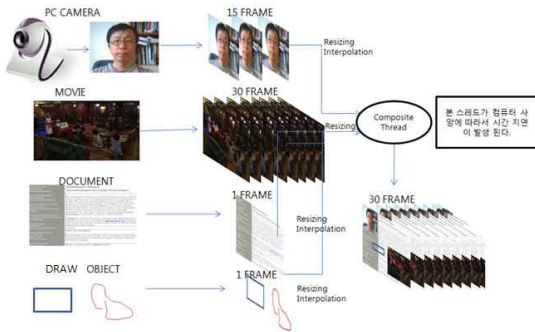 PC CAMERA
15 FRAME
Resizing
Interpolation
MOVIE
30 FRAME
Resizing
Composite
Thread
본 스레드가 컴퓨터 사
양에 따라서 시간 지연
이 발생 된다.
DOCUMENT
1 FRAME
Resizing
Interpolation
30 FRAME
DRAW OBJECT
1 FRAME
Resizing
Interpolation